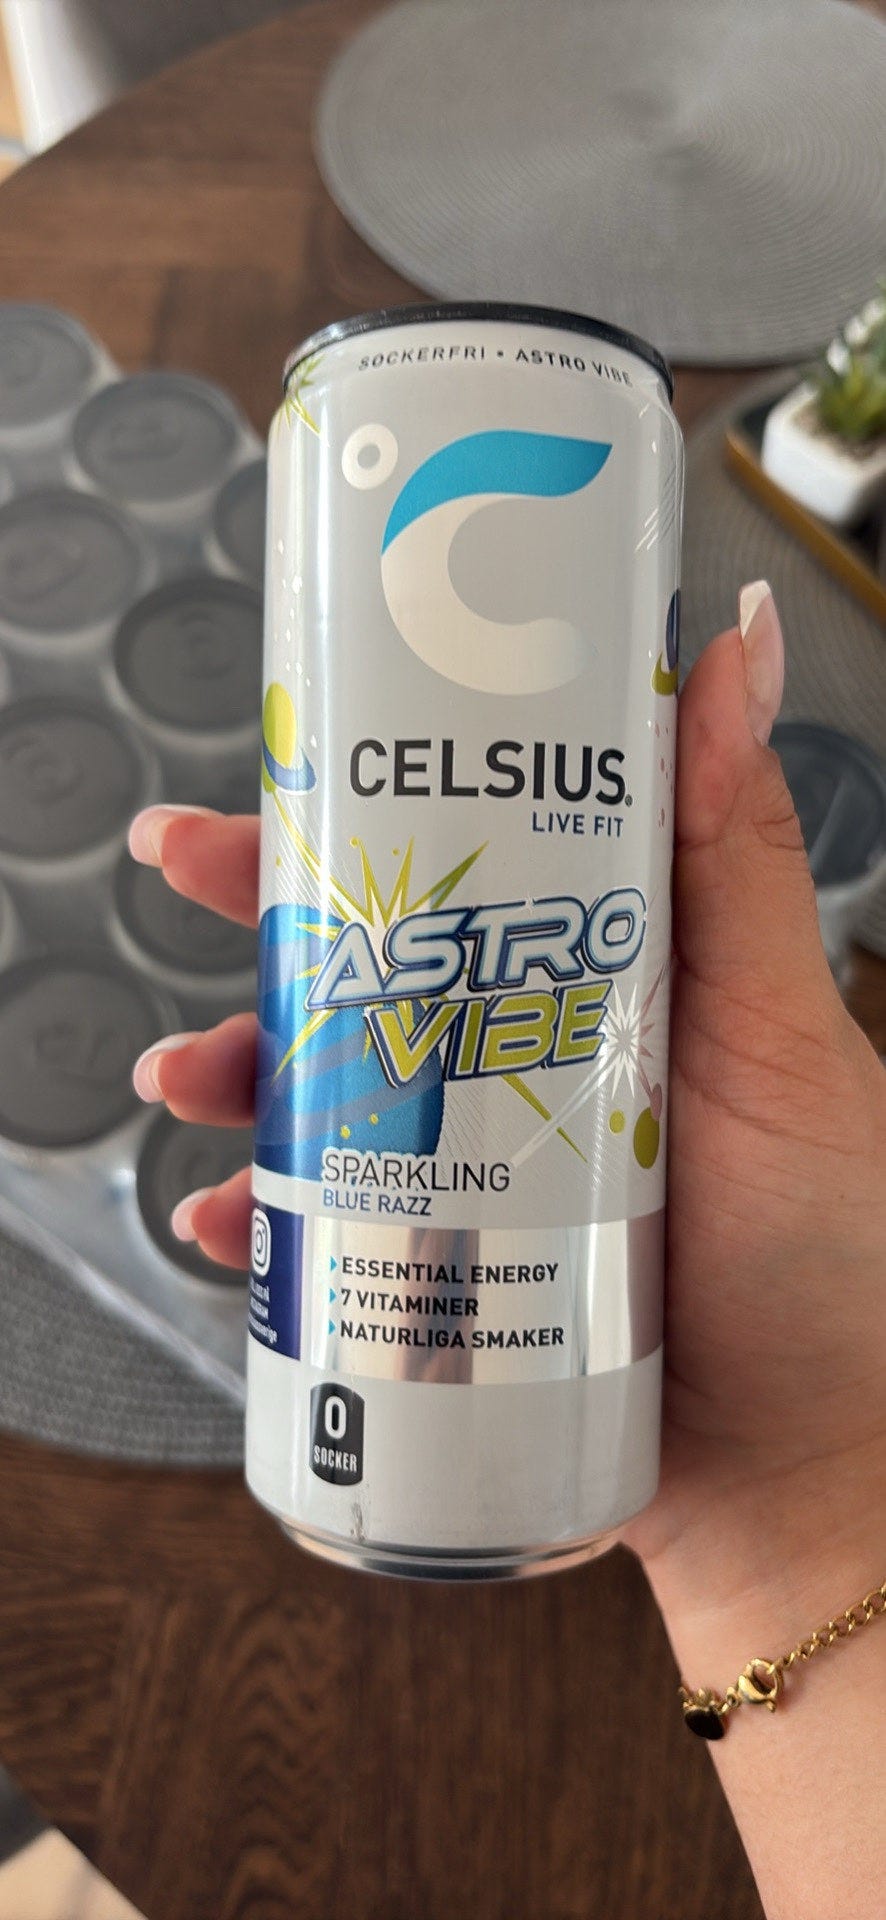 SOCKERFRI • ASTRO VIBE
CELSIUS®
LIVE FIT
ASTRO
VIBE
SPARKLING
BLUE RAZZ
ESSENTIAL ENERGY
7 VITAMINER
NATURLIGA SMAKER
0
SOCKER